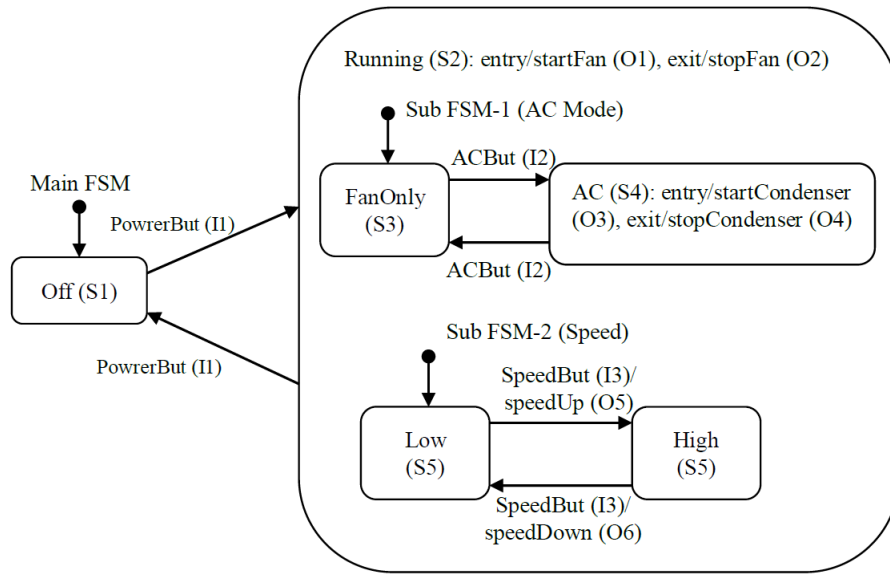 Running (S2): entry/startFan (O1), exit/stopFan (O2)
Sub FSM-1 (AC Mode)
ACBut (I2)
FanOnly
(S3)
AC (S4): entry/startCondenser
(O3), exit/stopCondenser (O4)
ACBut (I2)
Main FSM
PowrerBut (I1)
Off (S1)
PowrerBut (I1)
Sub FSM-2 (Speed)
SpeedBut (I3)/
speedUp (O5)
Low
(S5)
High
(S5)
SpeedBut (I3)/
speedDown (O6)